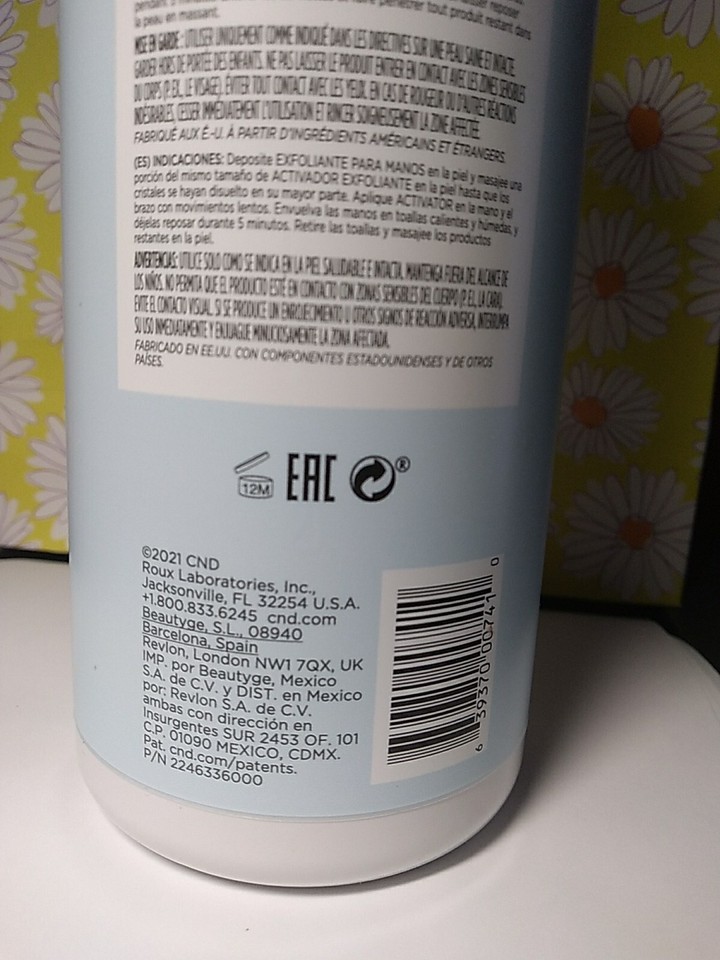 la peau en massant.
MISE EN GARDE : UTILISER UNIQUEMENT COMME INDIQUÉ DANS LES DIRECTIVES SUR UNE PEAU SAINE ET INTACTE.
GARDER HORS DE PORTÉE DES ENFANTS. NE PAS LAISSER LE PRODUIT ENTRER EN CONTACT AVEC LES ZONES SENSIBLES
DU CORPS (P. EX., LE VISAGE). ÉVITER TOUT CONTACT AVEC LES YEUX. EN CAS DE ROUGEUR OU D'AUTRES RÉACTIONS
INDÉSIRABLES, CESSER IMMÉDIATEMENT L'UTILISATION ET RINCER SOIGNEUSEMENT LA ZONE AFFECTÉE.
FABRIQUÉ AUX É-U. À PARTIR D'INGRÉDIENTS AMÉRICAINS ET ÉTRANGERS.
(ES) INDICACIONES: Deposite EXFOLIANTE PARA MANOS en la piel y masajee una
porción del mismo tamaño de ACTIVADOR EXFOLIANTE en la piel hasta que los
cristales se hayan disuelto en su mayor parte. Aplique ACTIVATOR en la mano y el
brazo con movimientos lentos. Envuelva las manos en toallas calientes y húmedas, y
déjelas reposar durante 5 minutos. Retire las toallas y masajee los productos
restantes en la piel.
ADVERTENCIAS: UTILICE SOLO COMO SE INDICA EN LA PIEL SALUDABLE E INTACTA. MANTENGA FUERA DEL ALCANCE DE
LOS NIÑOS. NO PERMITA QUE EL PRODUCTO ESTÉ EN CONTACTO CON ZONAS SENSIBLES DEL CUERPO (P. EJ., LA CARA).
EVITE EL CONTACTO VISUAL. SI SE PRODUCE UN ENROJECIMIENTO U OTROS SIGNOS DE REACCIÓN ADVERSA, INTERRUMPA
SU USO INMEDIATAMENTE Y ENJUAGUE MINUCIOSAMENTE LA ZONA AFECTADA.
FABRICADO EN EE.UU. CON COMPONENTES ESTADOUNIDENSES Y DE OTROS
PAÍSES.
12M EAC ®
©2021 CND
Roux Laboratories, Inc.,
Jacksonville, FL 32254 U.S.A.
+1.800.833.6245 cnd.com
Beautyge, S.L., 08940
Barcelona, Spain
Revlon, London NW1 7QX, UK
IMP. por Beautyge, Mexico
S.A. de C.V. y DIST. en Mexico
por: Revlon S.A. de C.V.
ambas con dirección en
Insurgentes SUR 2453 OF. 101
C.P. 01090 MEXICO, CDMX.
Pat. cnd.com/patents.
P/N 2246336000
6 39370 00741 0